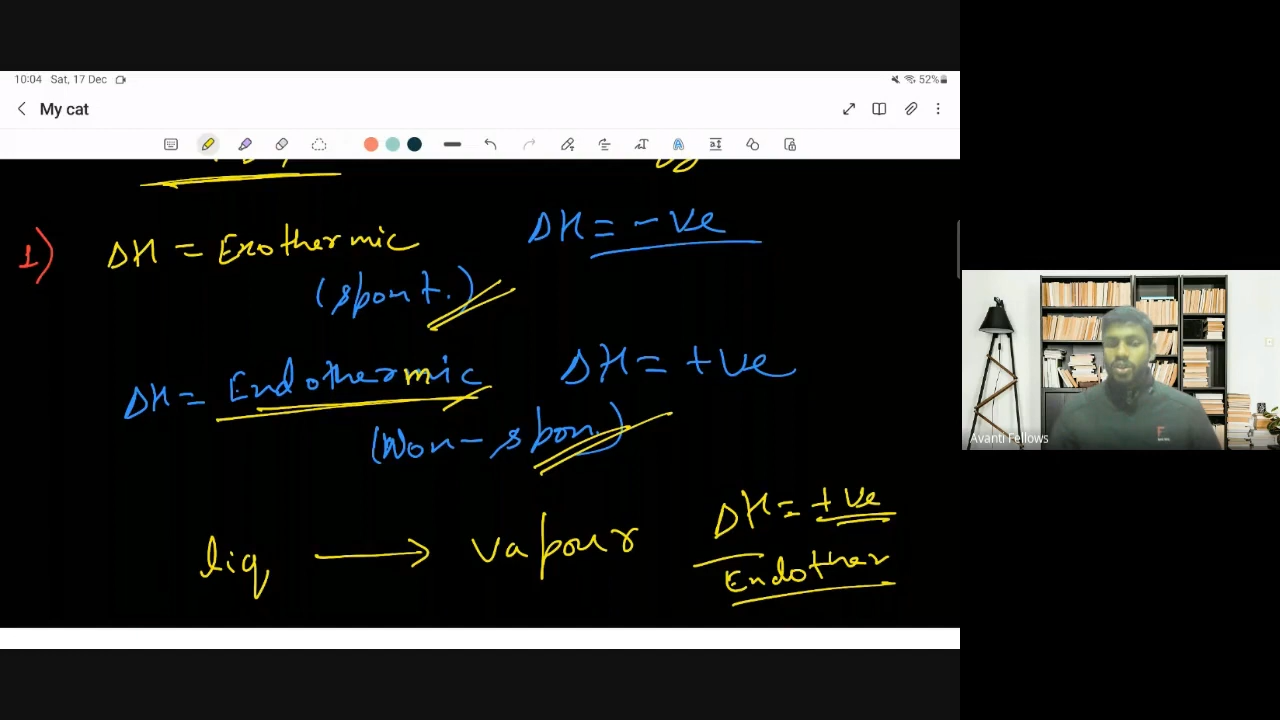 10:04 Sat, 17 Dec
52%
My cat
1) ΔH = Exothermic ΔH = -ve
(spont.)
ΔH = Endothermic ΔH = +ve
(Non-spon.)
liq ⟶ vapour ΔH = +ve
Endother
Avanti Fellows